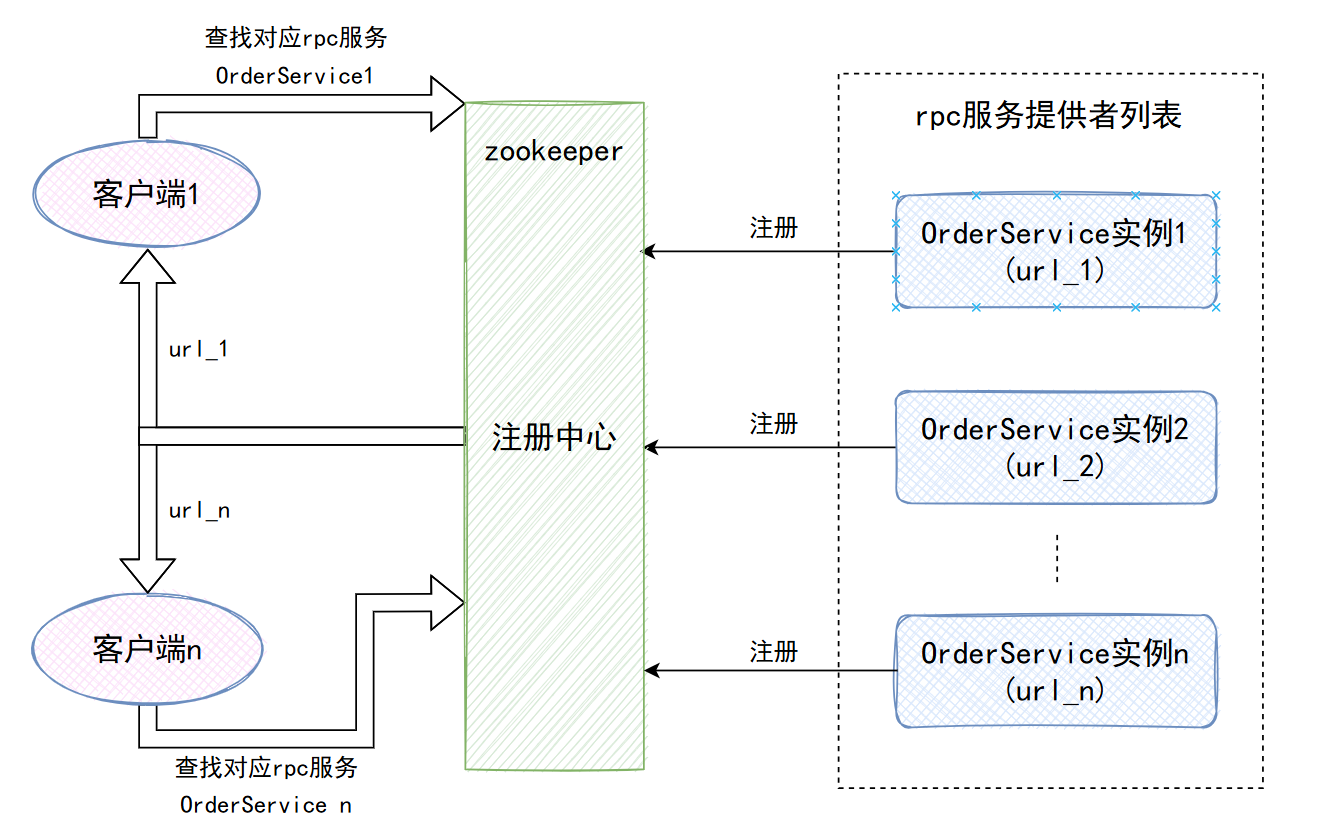 查找对应rpc服务
OrderService1
rpc服务提供者列表
zookeeper
客户端1
注册
OrderService实例1
(url_1)
url_1
注册中心
注册
OrderService实例2
(url_2)
url_n
客户端n
注册
OrderService实例n
(url_n)
查找对应rpc服务
OrderService n